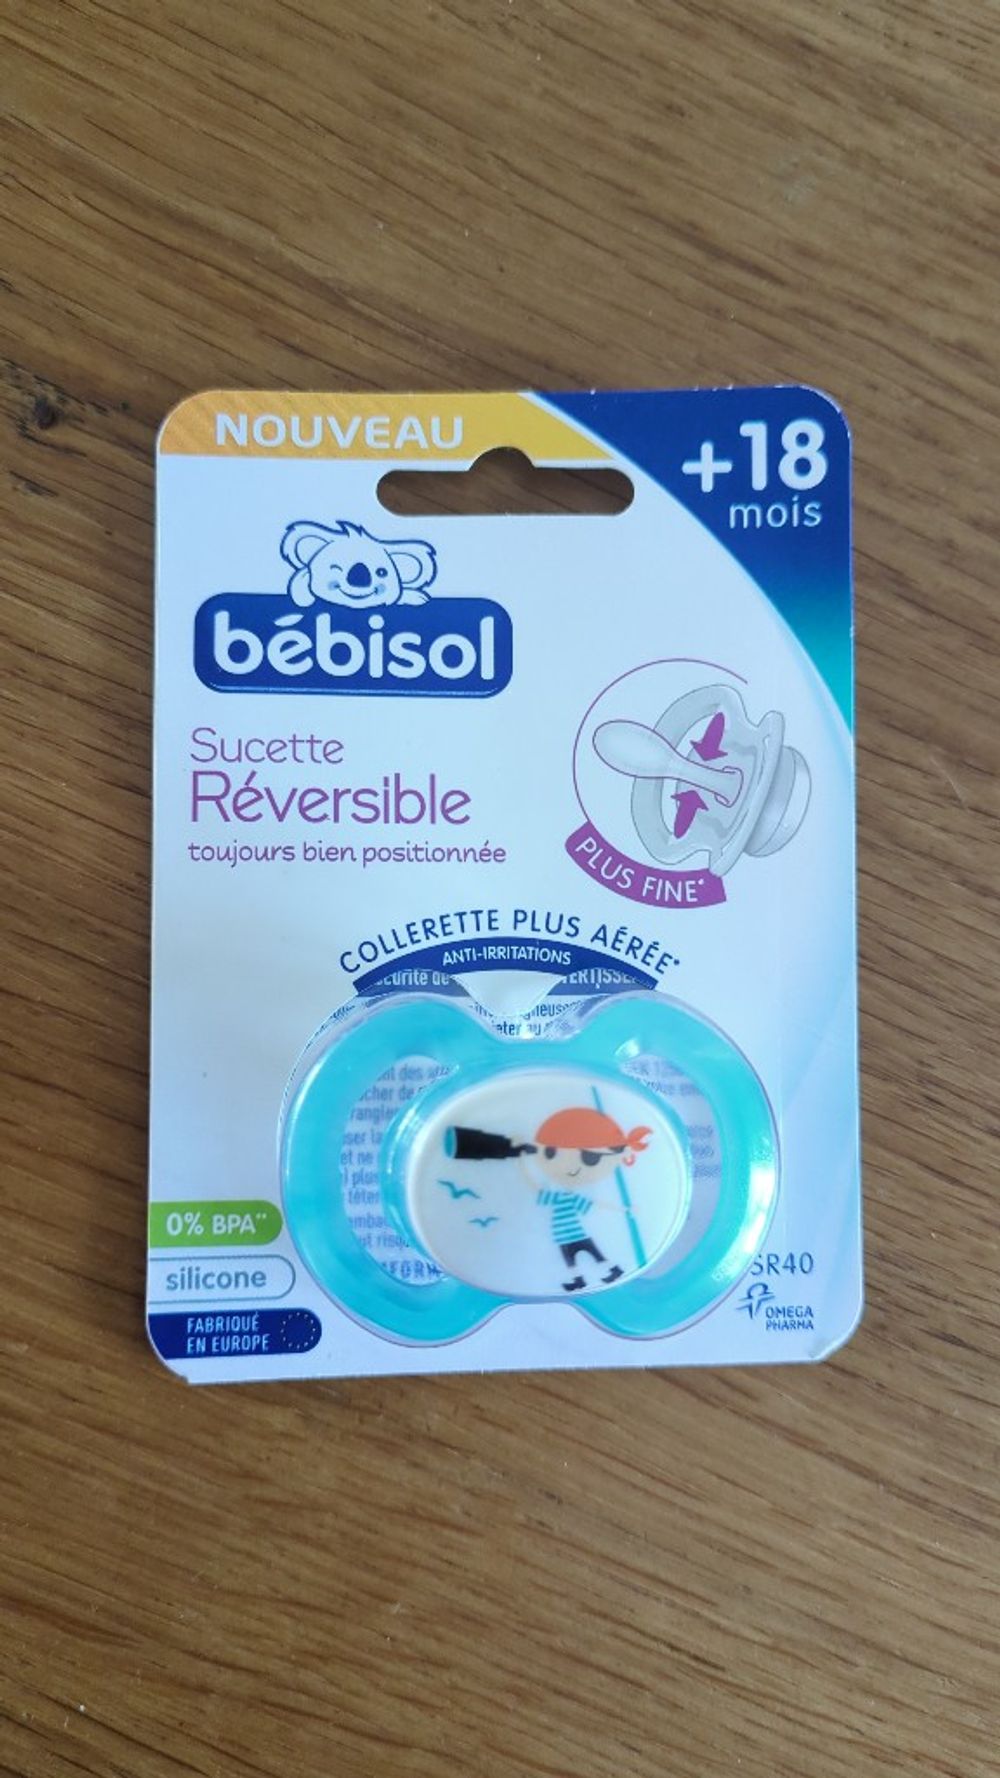 NOUVEAU
+18
mois
bébisol
Sucette
Réversible
toujours bien positionnée
PLUS FINE*
COLLERETTE PLUS AÉRÉE*
ANTI-IRRITATIONS
0% BPA**
silicone
FABRIQUÉ
EN EUROPE
SR40
OMEGA
PHARMA